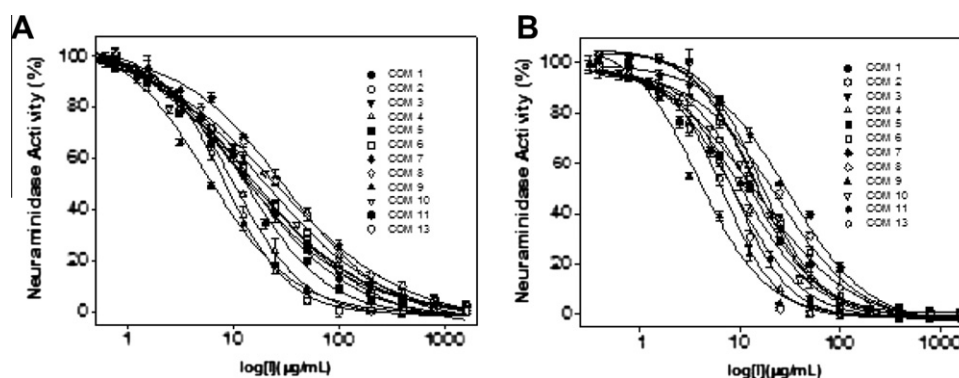 A
Neuraminidase Activity (%)
100
80
60
40
20
0
1
10
100
1000
log[I](µg/mL)
COM 1
COM 2
COM 3
COM 4
COM 5
COM 6
COM 7
COM 8
COM 9
COM 10
COM 11
COM 13
B
Neuraminidase Activity (%)
100
80
60
40
20
0
1
10
100
1000
log[I](µg/mL)
COM 1
COM 2
COM 3
COM 4
COM 5
COM 6
COM 7
COM 8
COM 9
COM 10
COM 11
COM 13